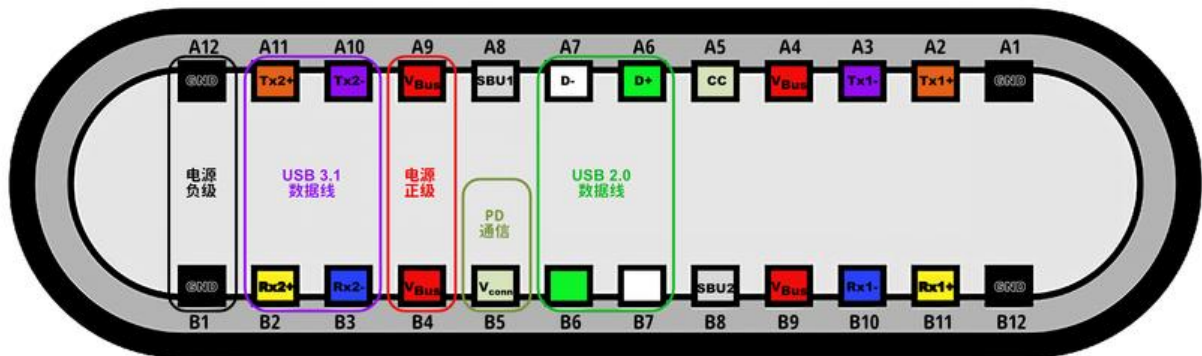 A12 A11 A10 A9 A8 A7 A6 A5 A4 A3 A2 A1
GND Tx2+ Tx2- VBus SBU1 D- D+ CC VBus Tx1- Tx1+ GND
电源
负级
USB 3.1
数据线
电源
正级
PD
通信
USB 2.0
数据线
GND Rx2+ Rx2- VBus Vconn SBU2 VBus Rx1- Rx1+ GND
B1 B2 B3 B4 B5 B6 B7 B8 B9 B10 B11 B12